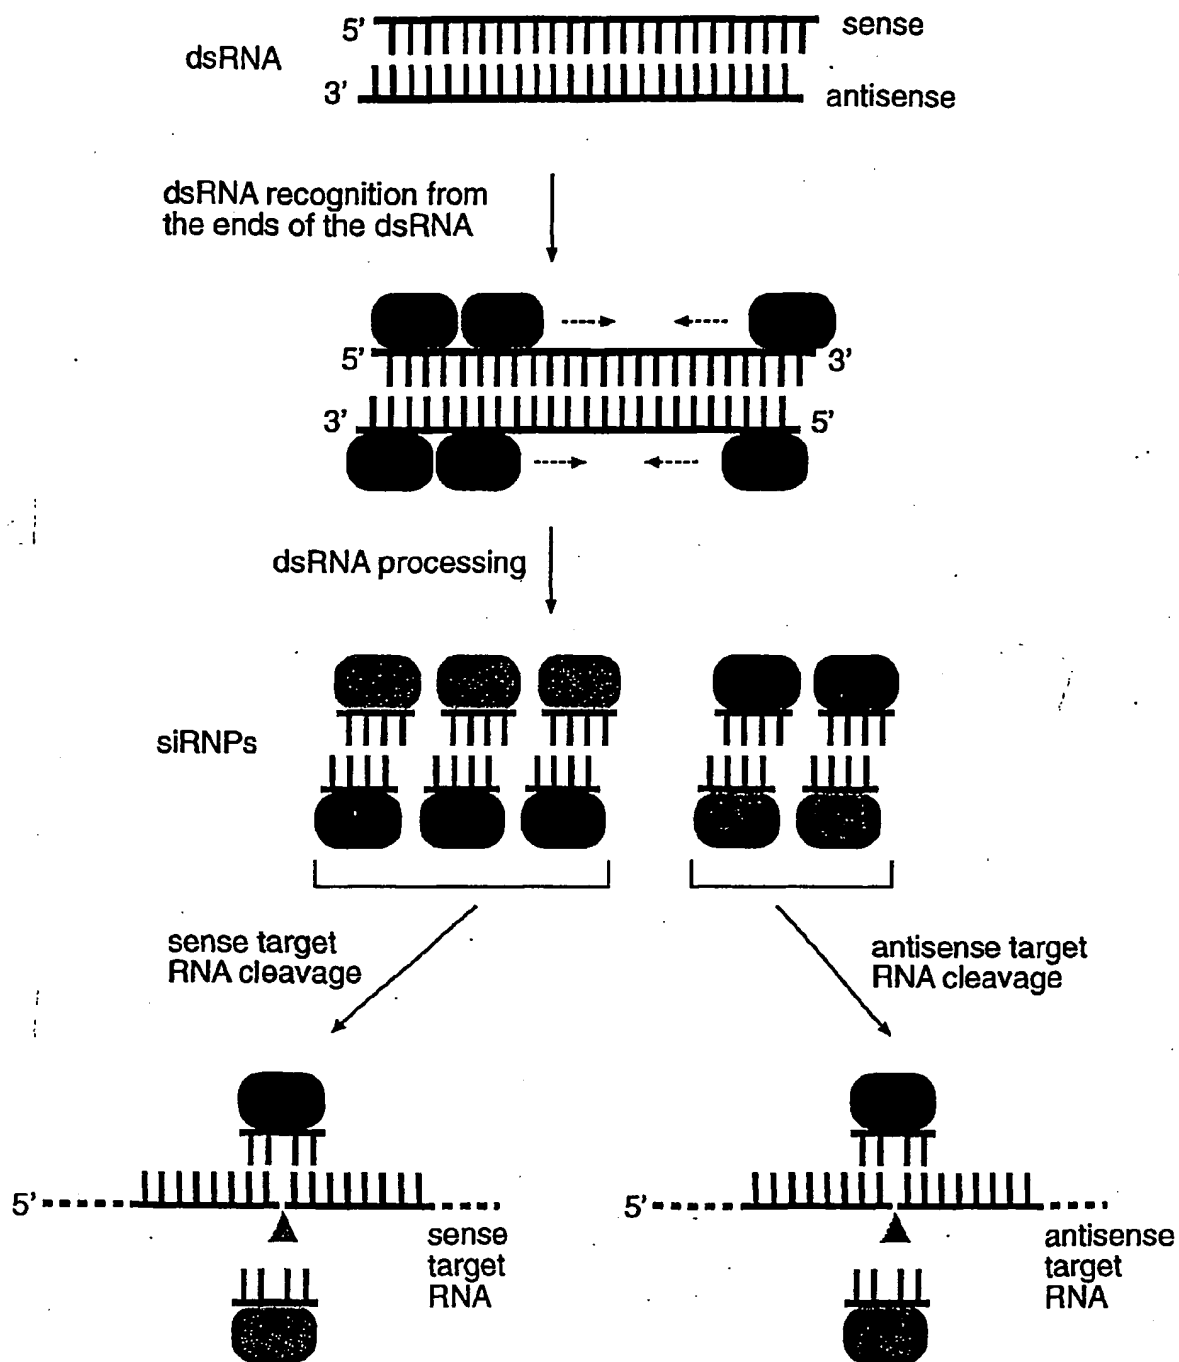 5' sense
dsRNA
3' antisense
dsRNA recognition from
the ends of the dsRNA
5' 3'
3' 5'
dsRNA processing
siRNPs
sense target
RNA cleavage
antisense target
RNA cleavage
5'
sense
target
RNA
5'
antisense
target
RNA